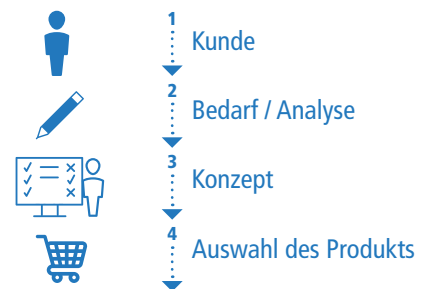 1
Kunde
2
Bedarf / Analyse
3
Konzept
4
Auswahl des Produkts